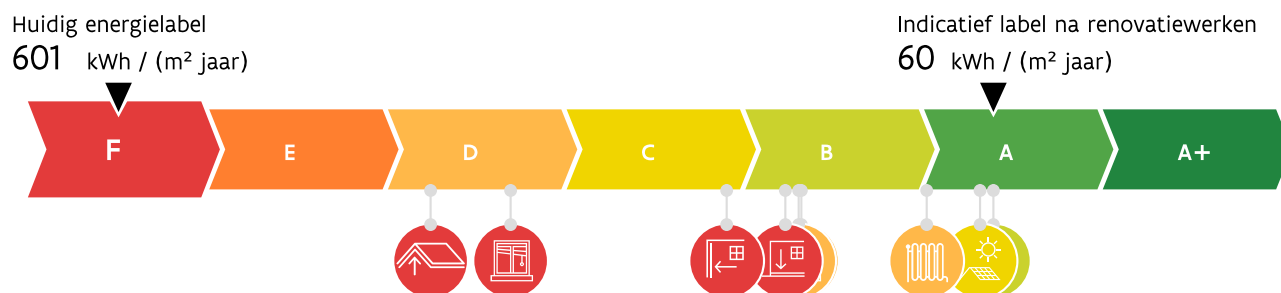 Huidig energielabel
601 kWh / (m² jaar)
Indicatief label na renovatiewerken
60 kWh / (m² jaar)
F
E
D
C
B
A
A+